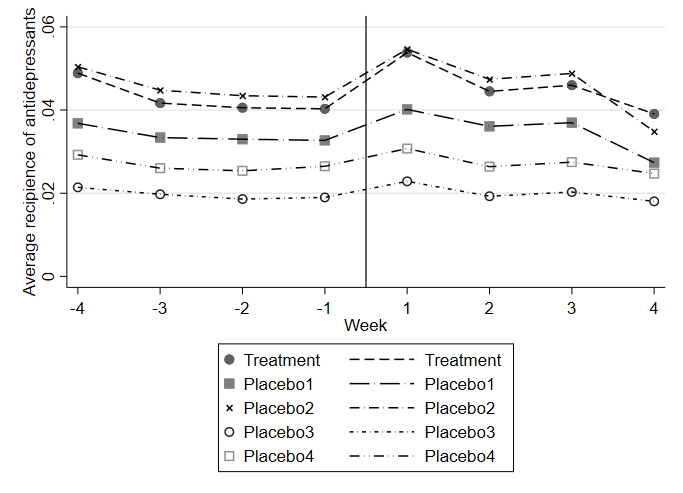 Average recipience of antidepressants
.06
.04
.02
0
-4 -3 -2 -1 1 2 3 4
Week
Treatment Treatment
Placebo1 Placebo1
Placebo2 Placebo2
Placebo3 Placebo3
Placebo4 Placebo4